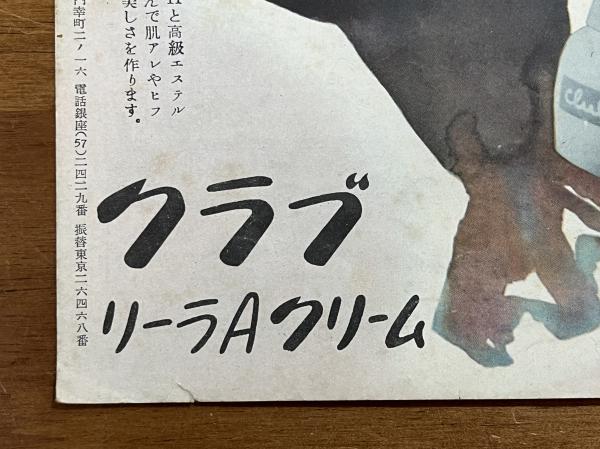 と高級エステル
んで肌アレやヒフ
美しさを作ります。
内幸町二ノ一六 電話銀座(57)二四二九番 振替東京二六四六八番
club
クラブ
リーラAクリーム